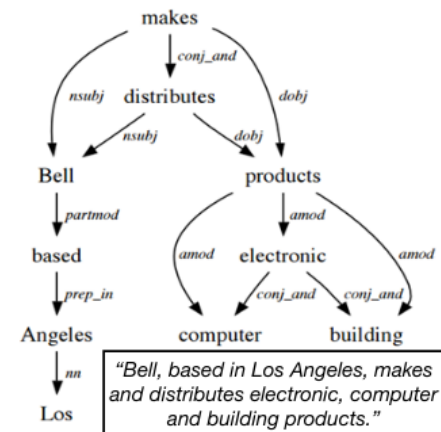 makes
conj_and
nsubj
distributes
dobj
nsubj
dobj
Bell
products
partmod
amod
based
amod
electronic
amod
prep_in
conj_and
conj_and
Angeles
computer
building
nn
Los
“Bell, based in Los Angeles, makes
and distributes electronic, computer
and building products.”